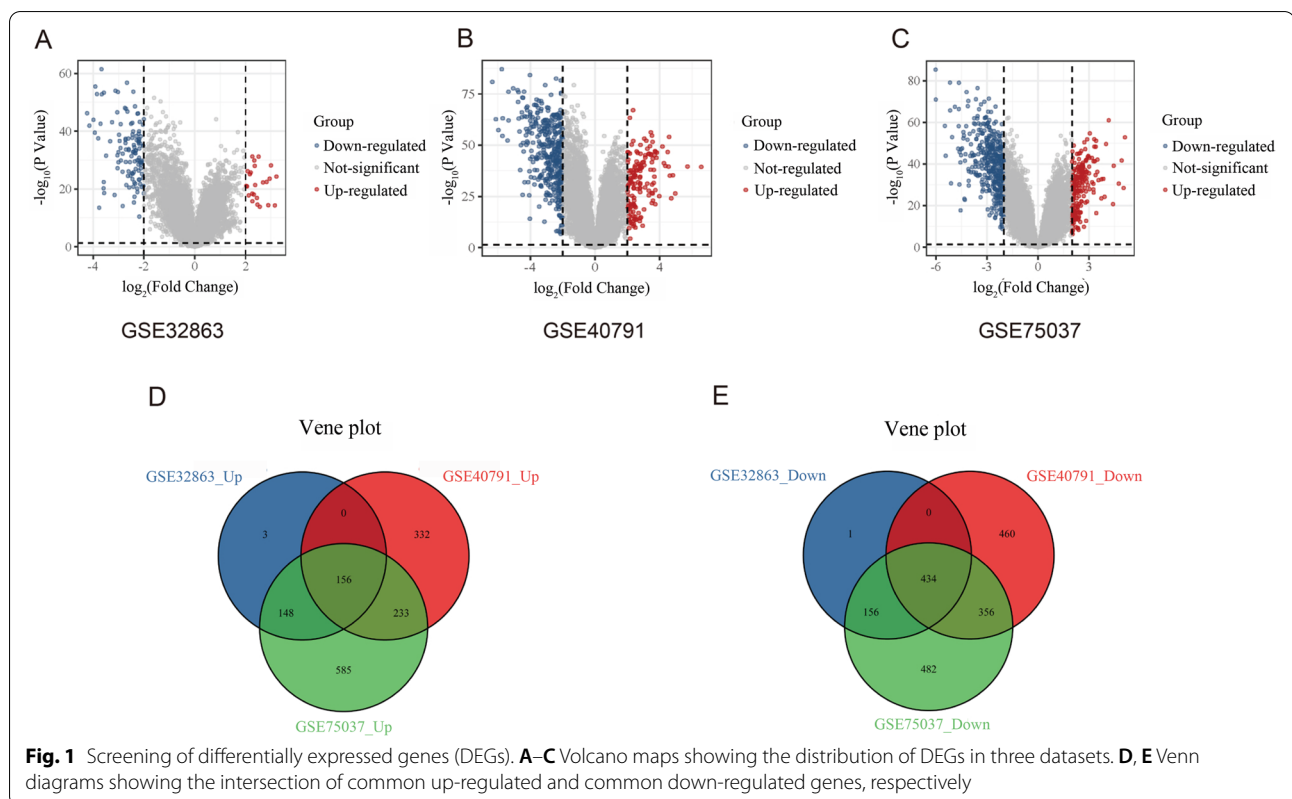 A
B
C
60
40
20
0
-4
-2
0
2
-log10(P Value)
log2(Fold Change)
Group
Down-regulated
Not-significant
Up-regulated
GSE32863
75
50
25
0
-4
0
4
-log10(P Value)
log2(Fold Change)
Group
Down-regulated
Not-regulated
Up-regulated
GSE40791
80
60
40
20
0
-6
-3
0
3
-log10(P Value)
log2(Fold Change)
Group
Down-regulated
Not-significant
Up-regulated
GSE75037
D
Vene plot
GSE32863_Up
GSE40791_Up
0
3
332
156
148
233
585
GSE75037_Up
E
Vene plot
GSE32863_Down
GSE40791_Down
0
1
460
434
156
356
482
GSE75037_Down
Fig. 1 Screening of differentially expressed genes (DEGs). A–C Volcano maps showing the distribution of DEGs in three datasets. D, E Venn
diagrams showing the intersection of common up-regulated and common down-regulated genes, respectively